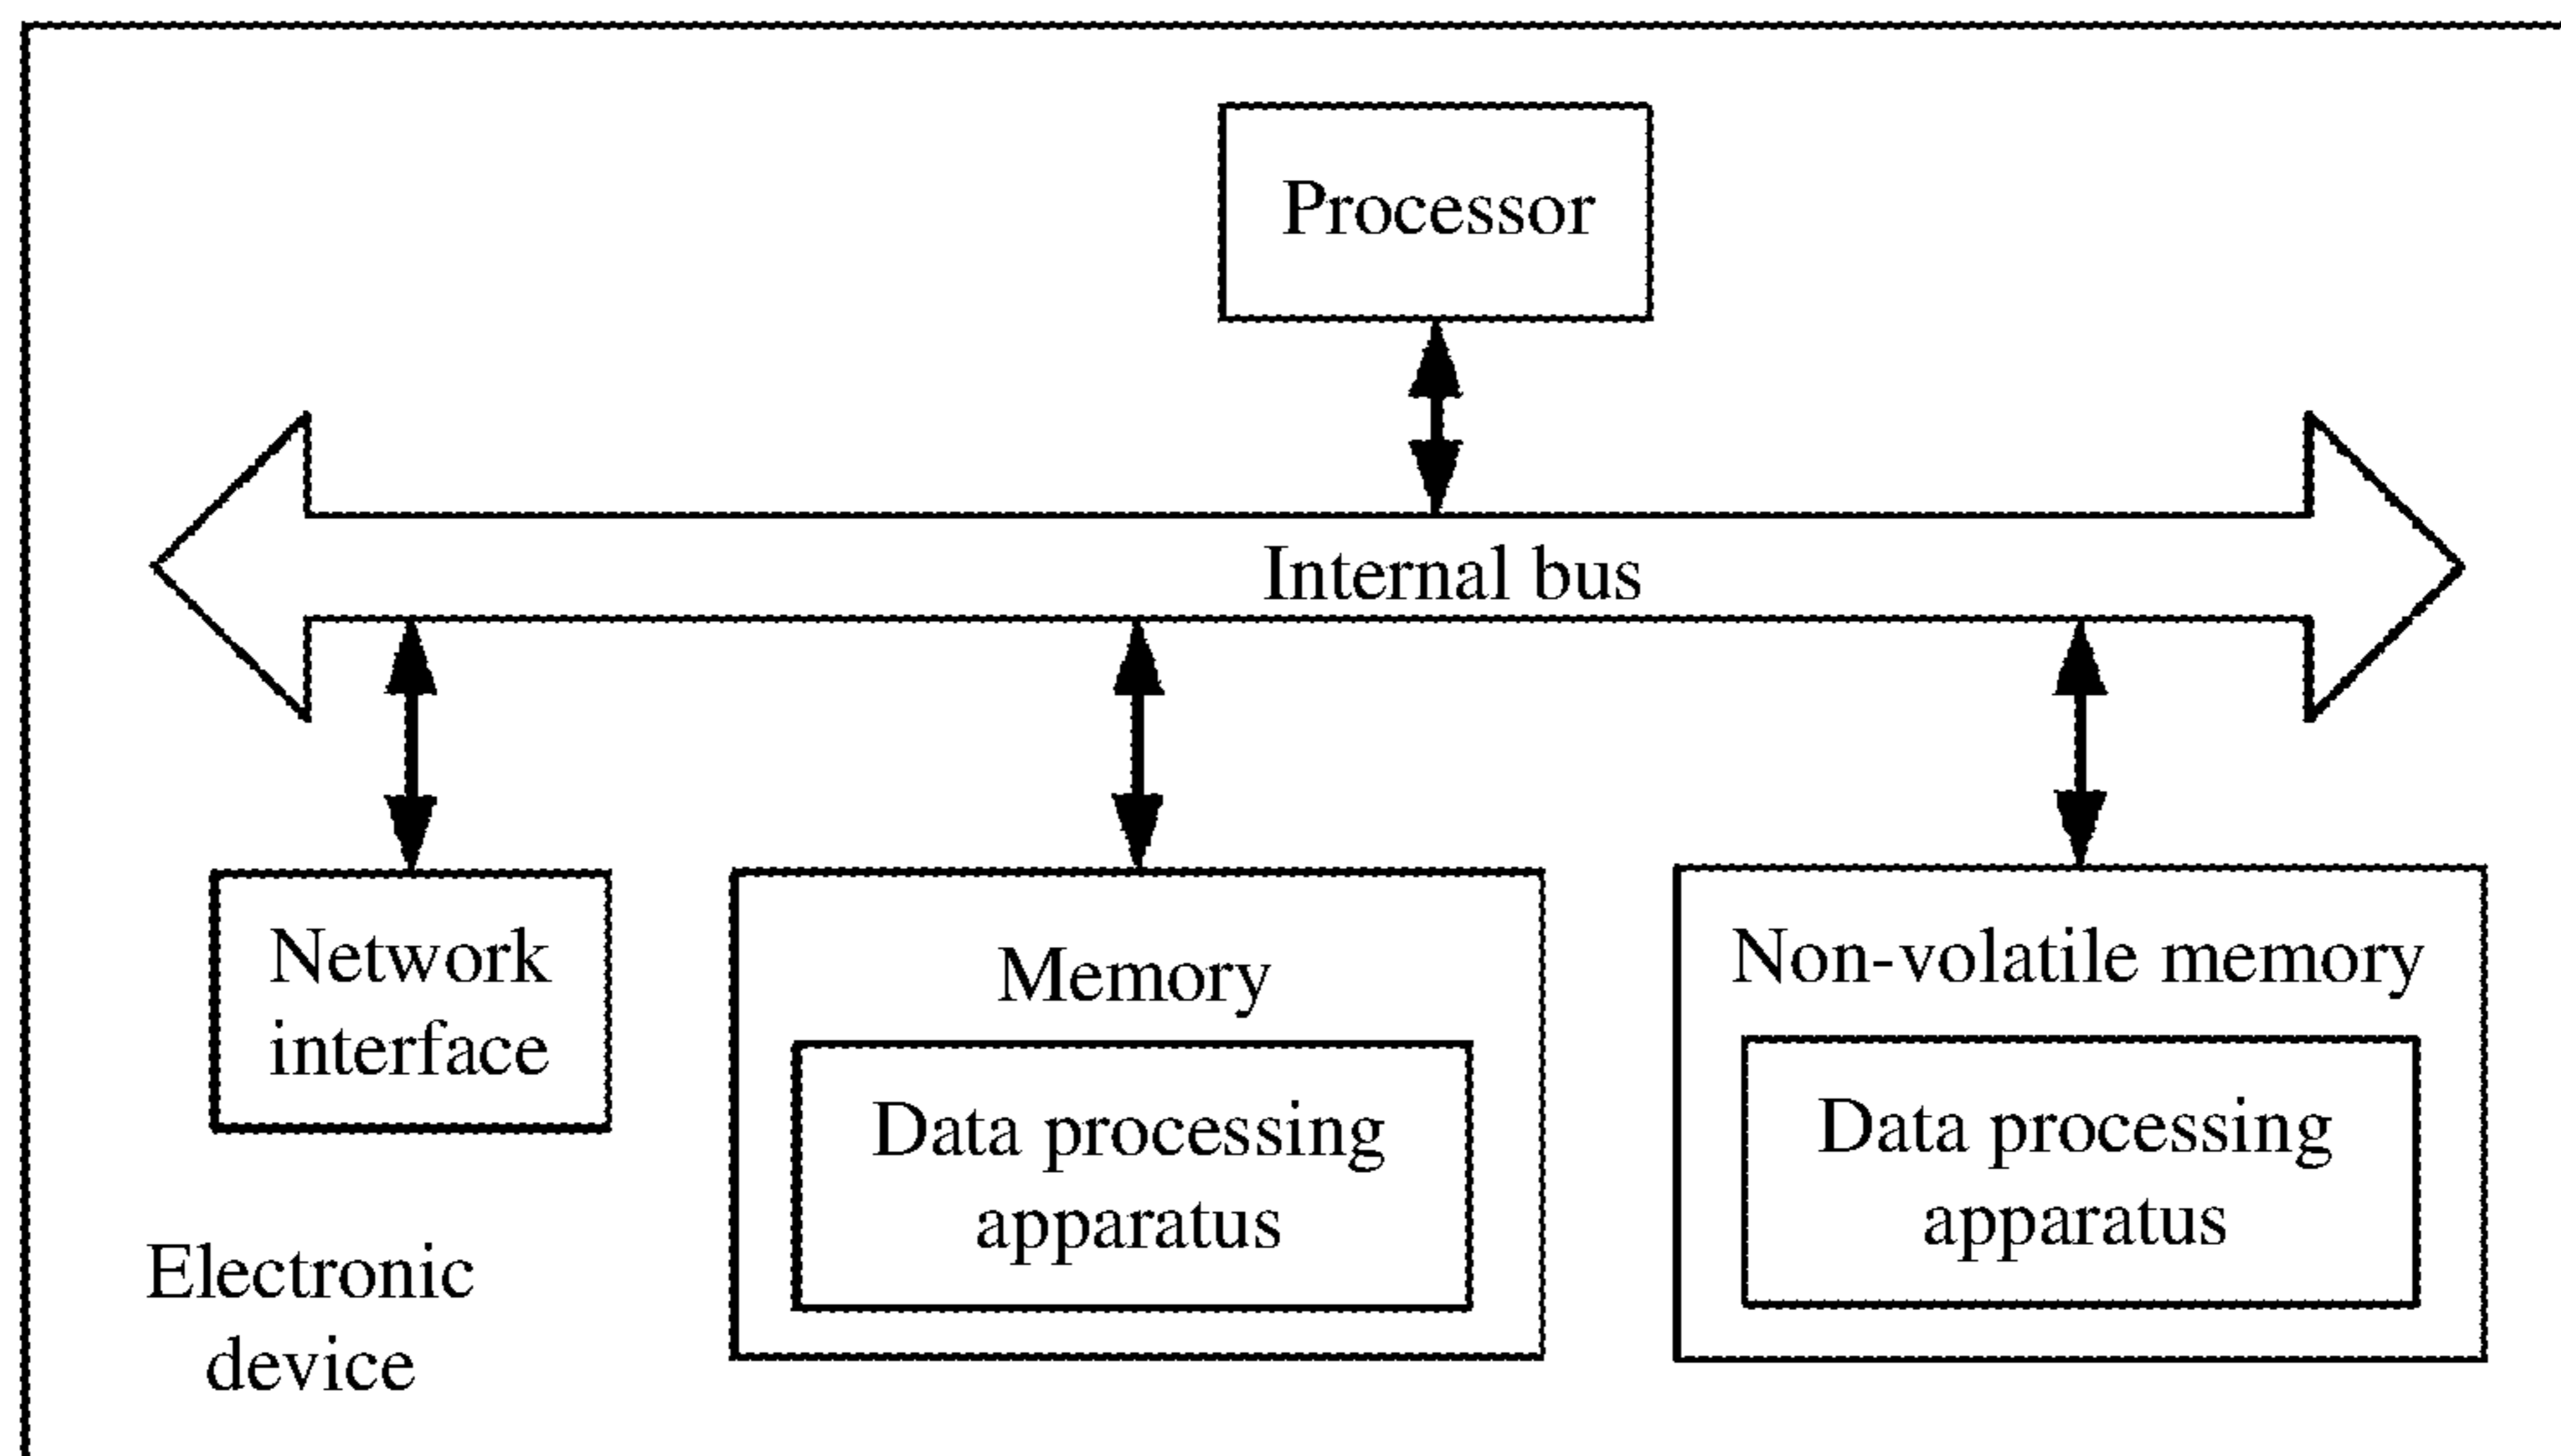 Processor
Internal bus
Network
interface
Memory
Data processing
apparatus
Non-volatile memory
Data processing
apparatus
Electronic
device